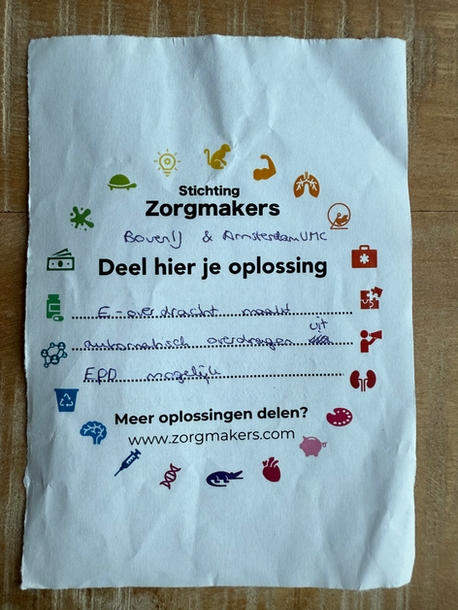 Stichting
Zorgmakers
BovenIJ & AmsterdamUMC
Deel hier je oplossing
E-overdracht maakt
automatisch overdragen uit
EPD mogelijk
Meer oplossingen delen?
www.zorgmakers.com